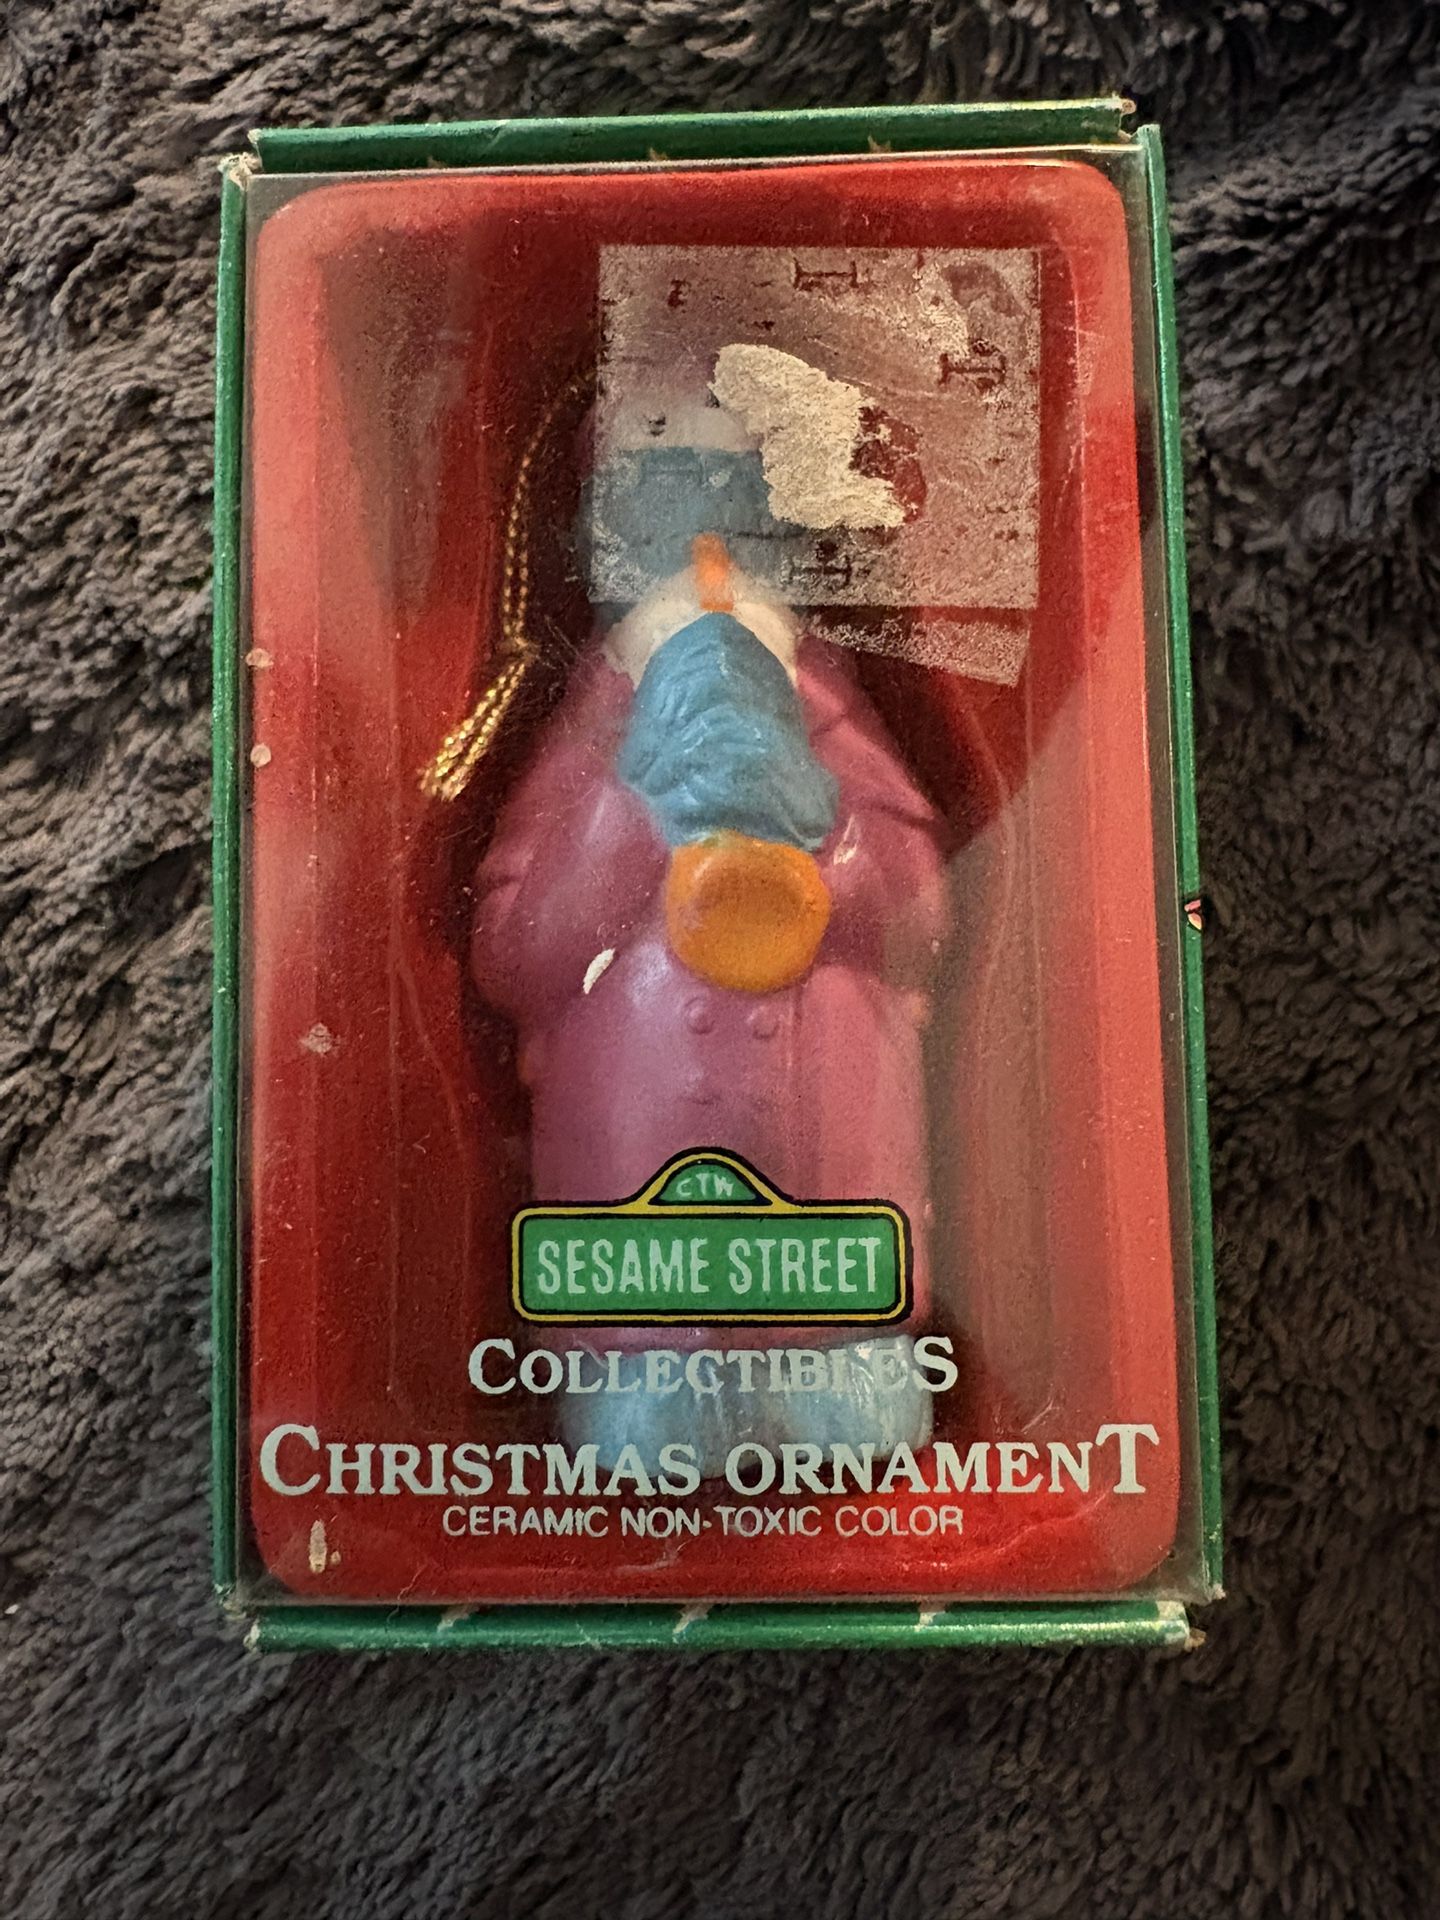 CTW
SESAME STREET
COLLECTIBLES
CHRISTMAS ORNAMENT
CERAMIC NON-TOXIC COLOR